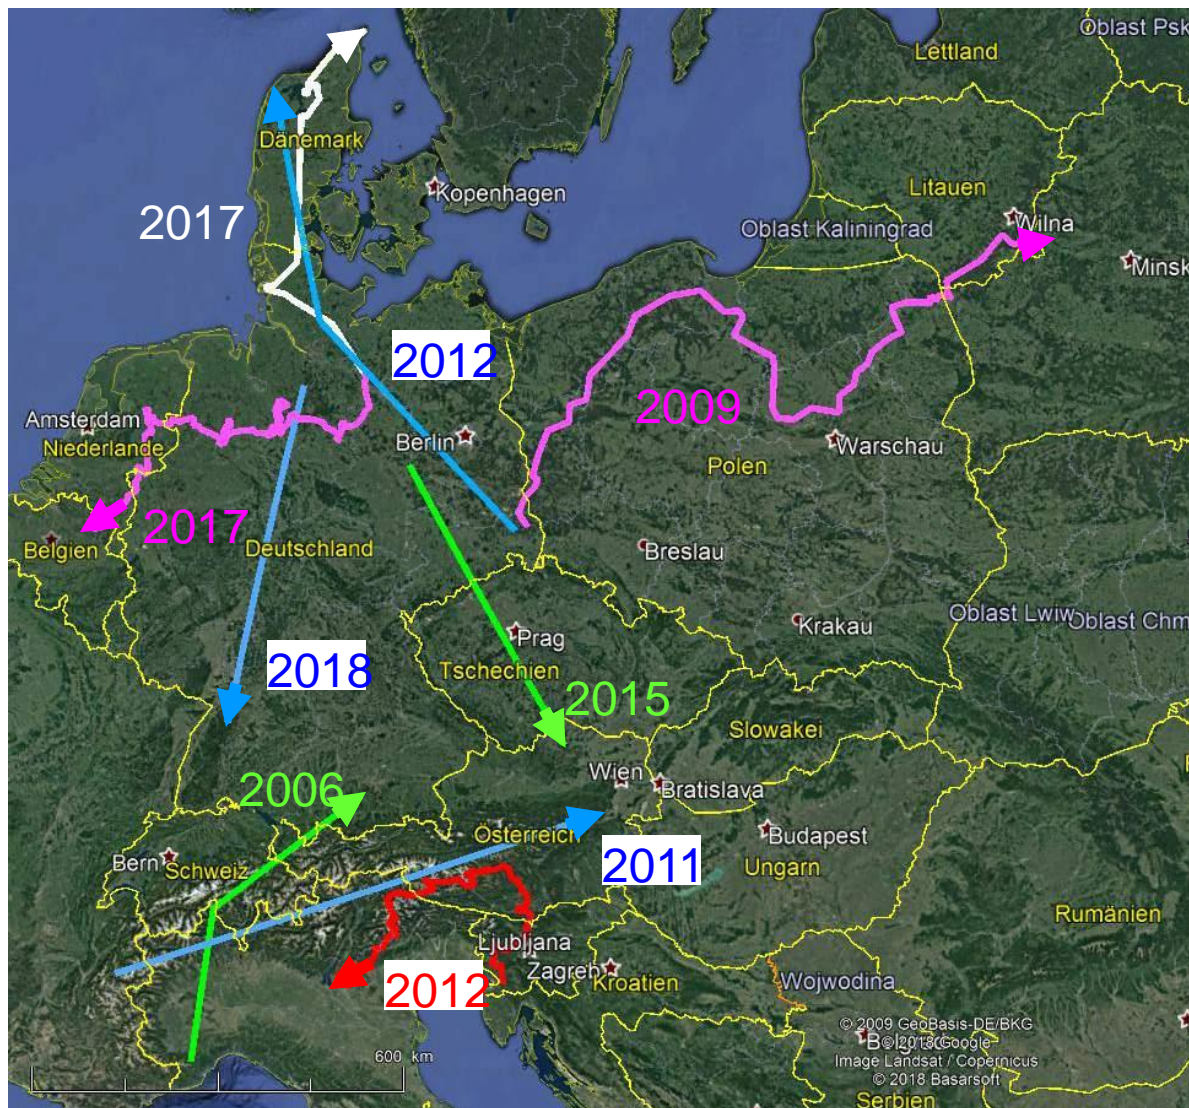 Oblast Psk
Lettland
Dänemark
Kopenhagen
Litauen
2017
Oblast Kaliningrad
Wilna
Minsk
2012
Amsterdam
2009
Berlin
Warschau
Niederlande
Polen
2017
Belgien
Deutschland
Breslau
Oblast Lwiw
Oblast Chm
Krakau
Prag
2018
Tschechien
2015
Slowakei
Wien
2006
Bratislava
Österreich
Budapest
Bern
Schweiz
2011
Ungarn
Rumänien
Ljubljana
Zagreb
2012
Kroatien
Wojwodina
© 2009 GeoBasis-DE/BKG
© 2018 Google
Image Landsat / Copernicus
© 2018 Basarsoft
600 km
Serbien